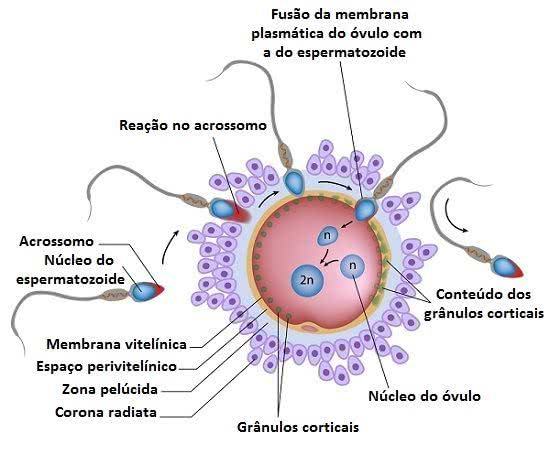 Fusão da membrana
plasmática do óvulo com
a do espermatozoide
Reação no acrossomo
Acrossomo
Núcleo do
espermatozoide
n
n
2n
Conteúdo dos
grânulos corticais
Membrana vitelínica
Espaço perivitelínico
Zona pelúcida
Corona radiata
Núcleo do óvulo
Grânulos corticais